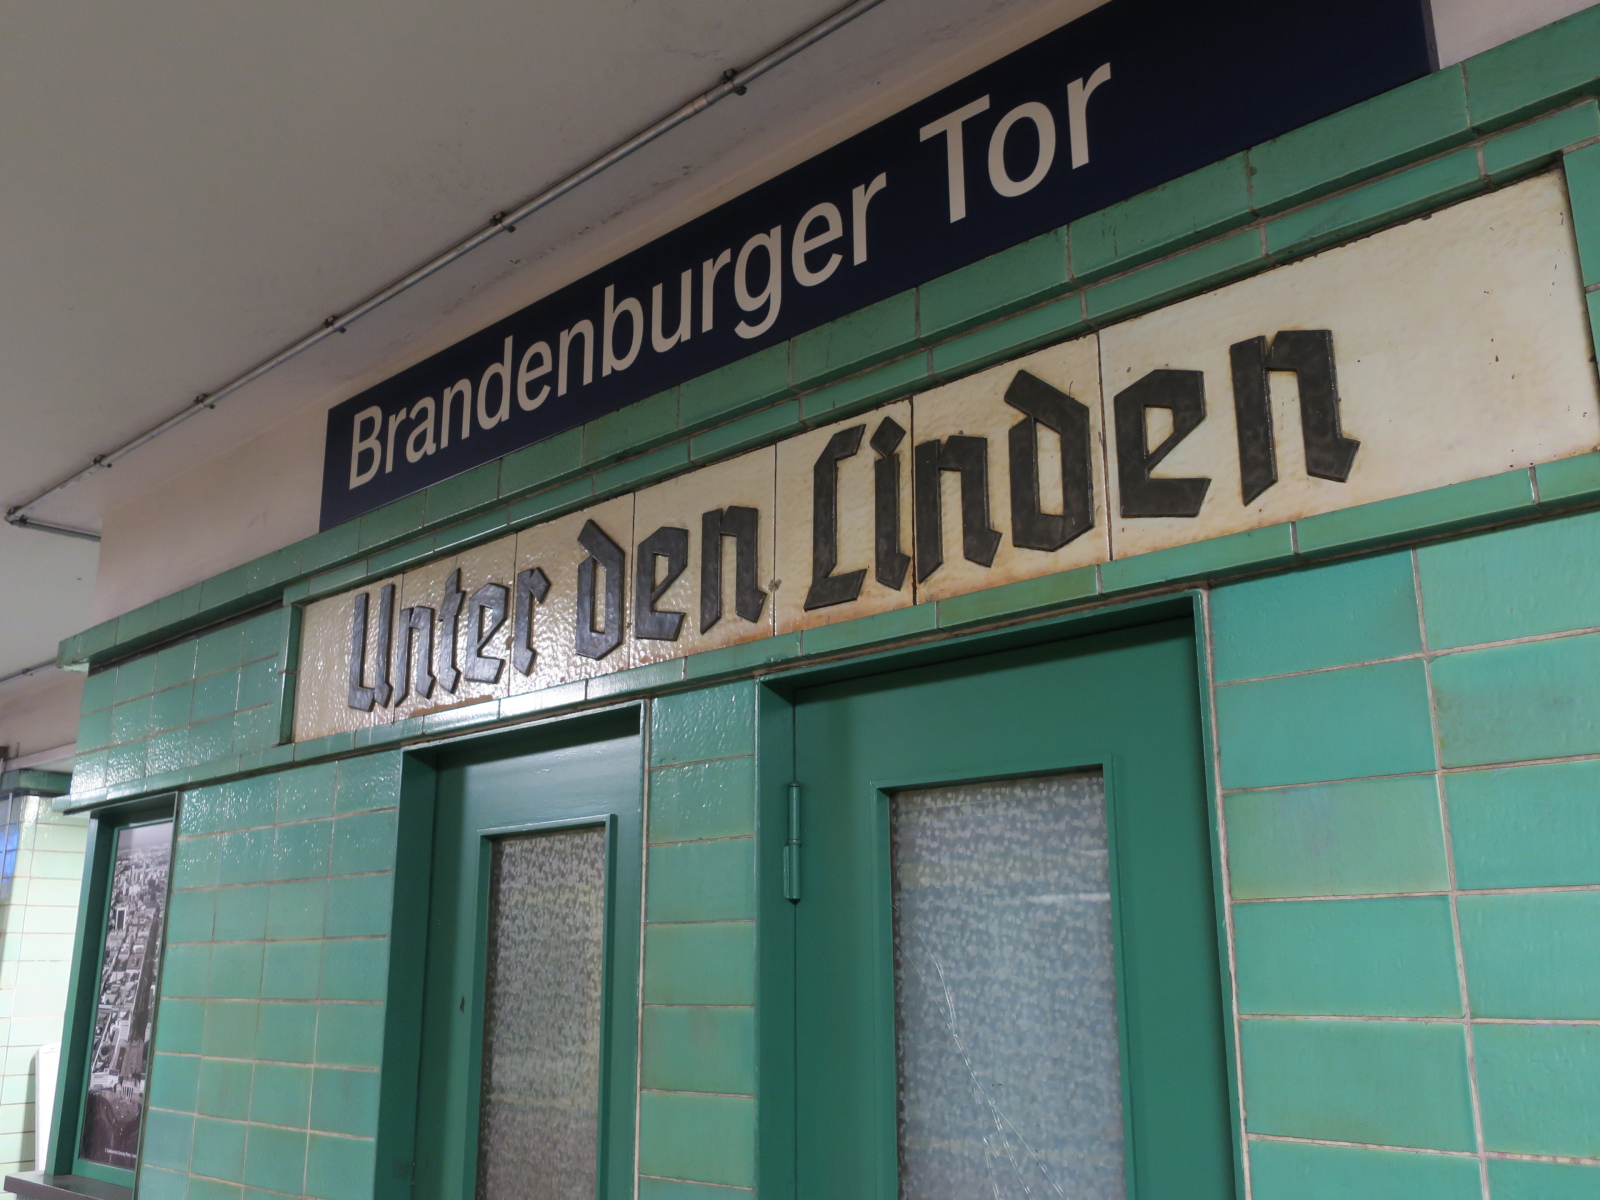 Brandenburger Tor
Unter den Linden